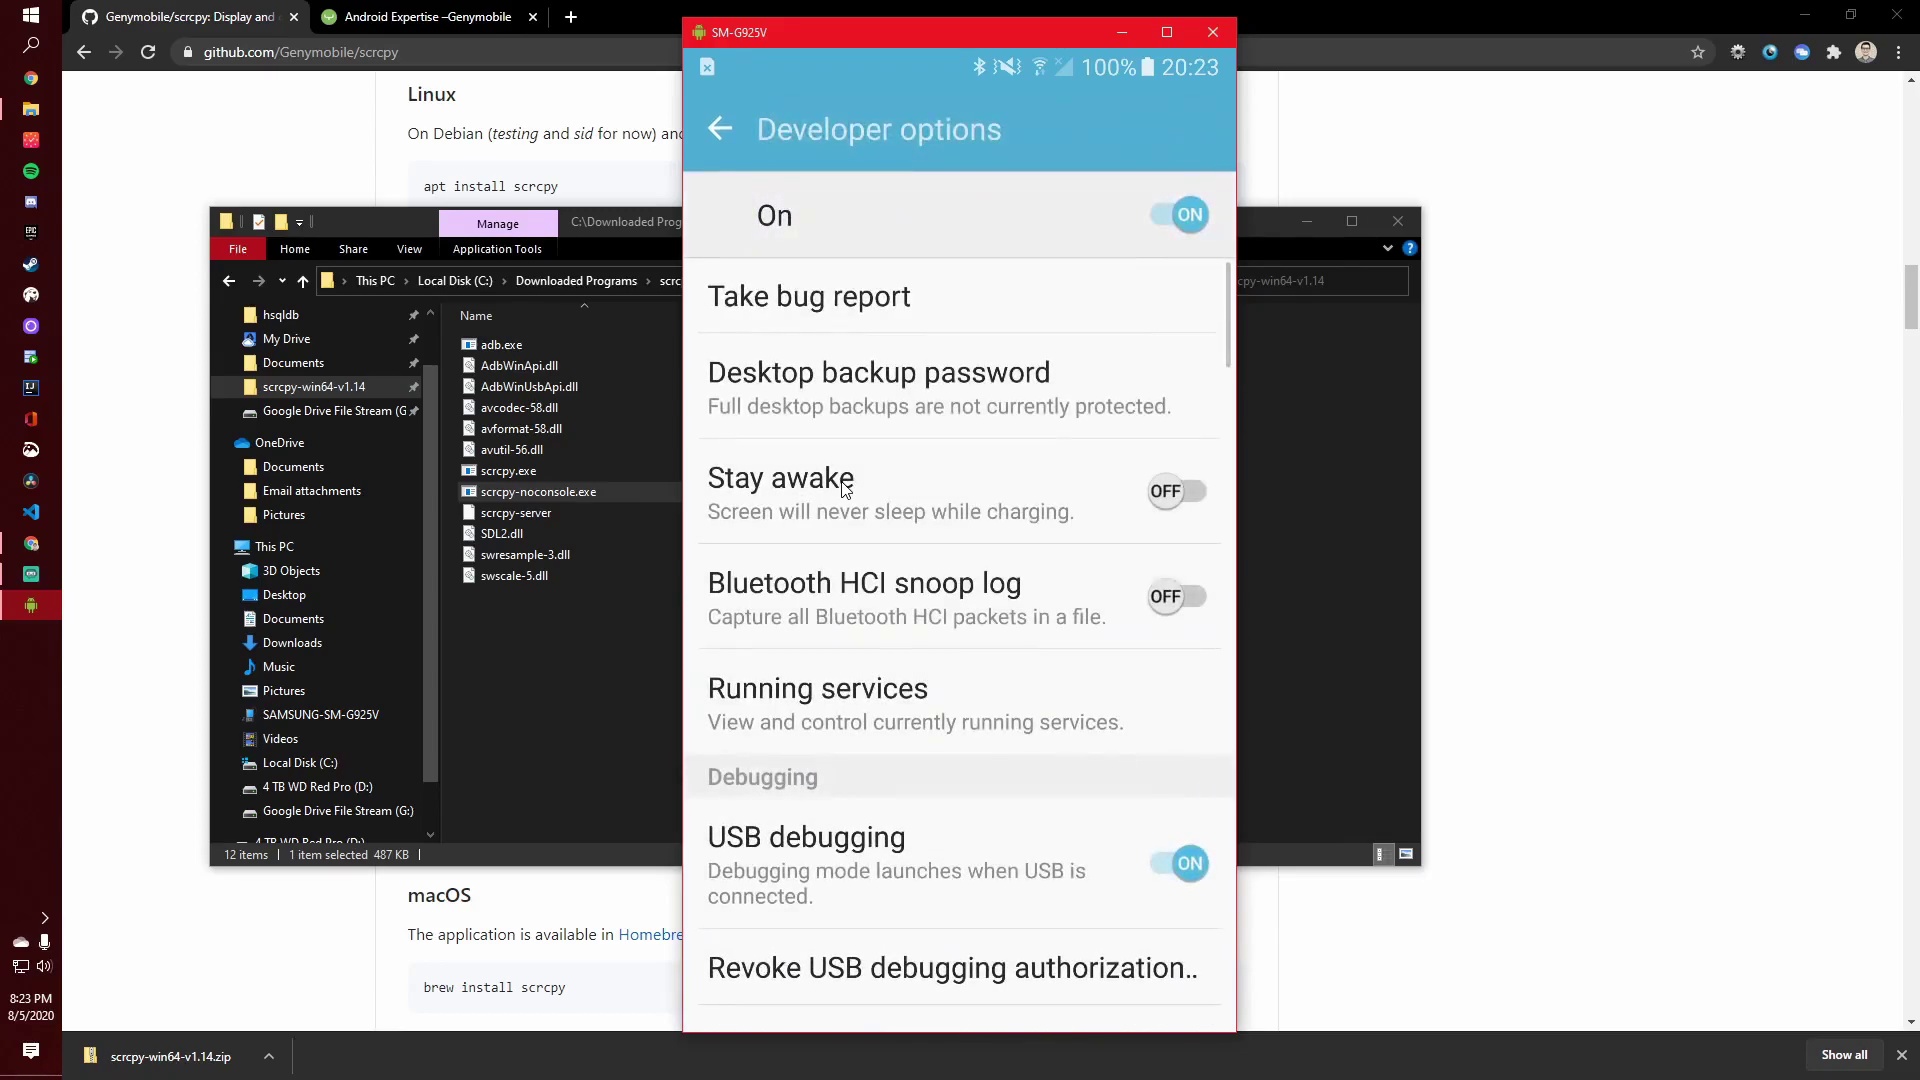 Genymobile/scrcpy: Display and
Android Expertise –Genymobile
github.com/Genymobile/scrcpy
SM-G925V
100% 20:23
Developer options
On
ON
Take bug report
Desktop backup password
Full desktop backups are not currently protected.
Stay awake
Screen will never sleep while charging.
OFF
Bluetooth HCI snoop log
Capture all Bluetooth HCI packets in a file.
OFF
Running services
View and control currently running services.
Debugging
USB debugging
Debugging mode launches when USB is
connected.
ON
Revoke USB debugging authorization..
Linux
On Debian (testing and sid for now) and
apt install scrcpy
Manage
C:\Downloaded Prog
File
Home
Share
View
Application Tools
This PC
Local Disk (C:)
Downloaded Programs
scrc
cpy-win64-v1.14
hsqldb
My Drive
Documents
scrcpy-win64-v1.14
Google Drive File Stream (G
OneDrive
Documents
Email attachments
Pictures
This PC
3D Objects
Desktop
Documents
Downloads
Music
Pictures
SAMSUNG-SM-G925V
Videos
Local Disk (C:)
4 TB WD Red Pro (D:)
Google Drive File Stream (G:)
4 TB WD Red Pro (D:)
Name
adb.exe
AdbWinApi.dll
AdbWinUsbApi.dll
avcodec-58.dll
avformat-58.dll
avutil-56.dll
scrcpy.exe
scrcpy-noconsole.exe
scrcpy-server
SDL2.dll
swresample-3.dll
swscale-5.dll
12 items
1 item selected 487 KB
macOS
The application is available in Homebre
brew install scrcpy
EPIC
IJ
8:23 PM
8/5/2020
scrcpy-win64-v1.14.zip
Show all